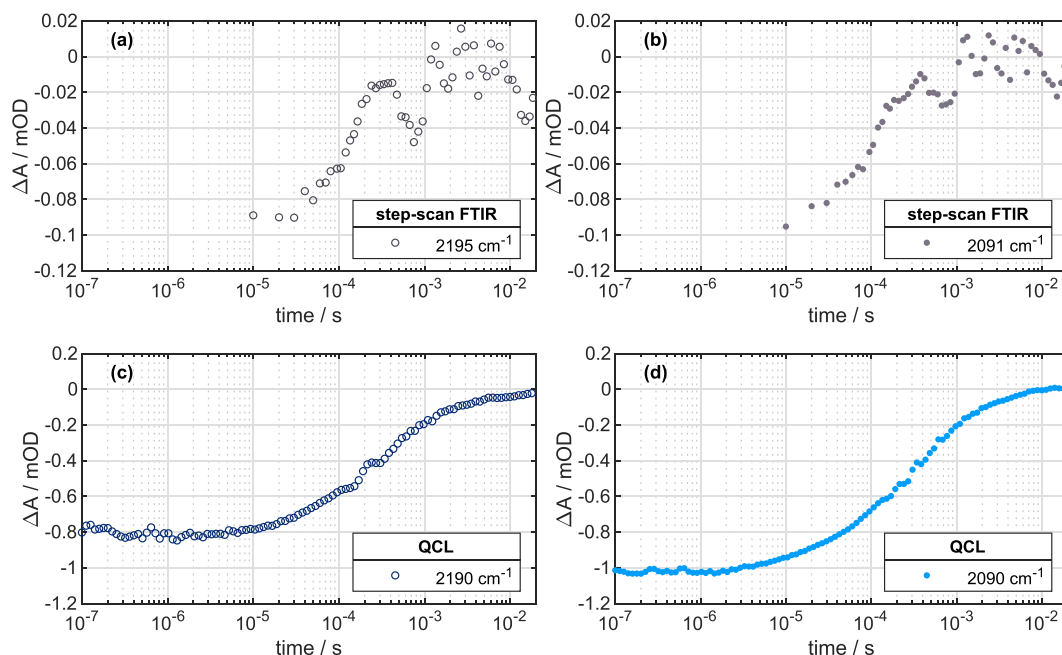 (a)
0.02
0
-0.02
-0.04
-0.06
-0.08
-0.1
-0.12
ΔA / mOD
step-scan FTIR
2195 cm⁻¹
10⁻⁷ 10⁻⁶ 10⁻⁵ 10⁻⁴ 10⁻³ 10⁻²
time / s
(b)
0.02
0
-0.02
-0.04
-0.06
-0.08
-0.1
-0.12
ΔA / mOD
step-scan FTIR
2091 cm⁻¹
10⁻⁷ 10⁻⁶ 10⁻⁵ 10⁻⁴ 10⁻³ 10⁻²
time / s
(c)
0.2
0
-0.2
-0.4
-0.6
-0.8
-1
-1.2
ΔA / mOD
QCL
2190 cm⁻¹
10⁻⁷ 10⁻⁶ 10⁻⁵ 10⁻⁴ 10⁻³ 10⁻²
time / s
(d)
0.2
0
-0.2
-0.4
-0.6
-0.8
-1
-1.2
ΔA / mOD
QCL
2090 cm⁻¹
10⁻⁷ 10⁻⁶ 10⁻⁵ 10⁻⁴ 10⁻³ 10⁻²
time / s